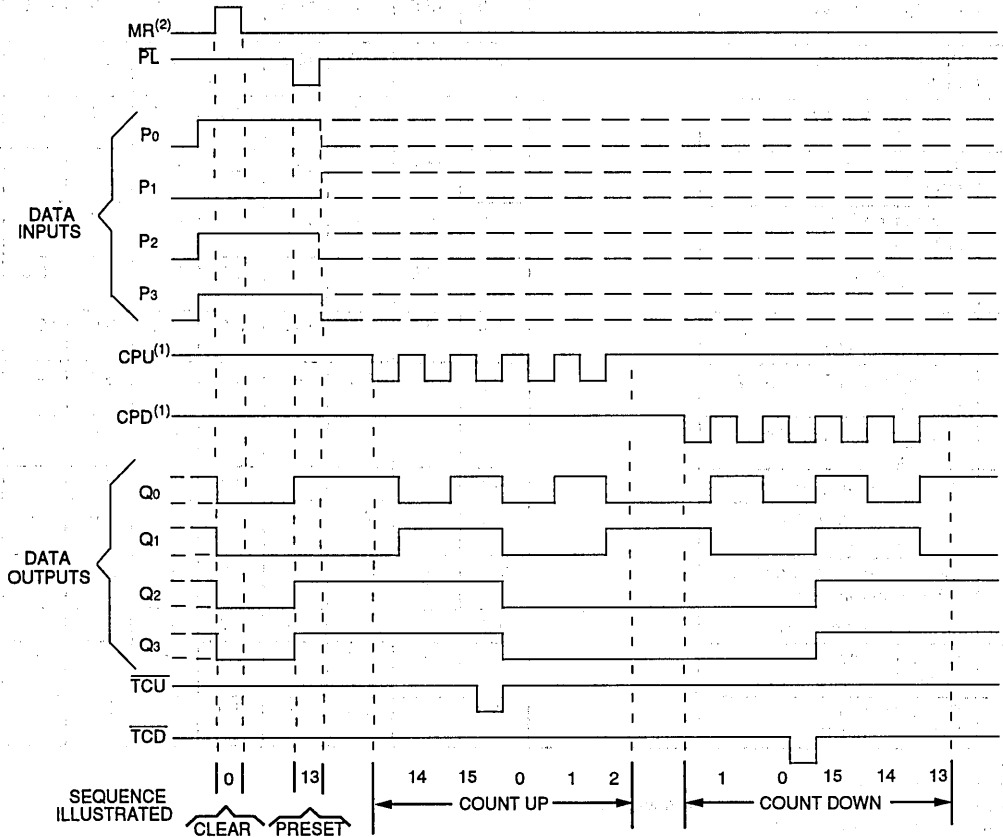 MR(2)
PL
P0
P1
DATA
INPUTS
P2
P3
CPU(1)
CPD(1)
Q0
Q1
DATA
OUTPUTS
Q2
Q3
TCU
TCD
0 13 14 15 0 1 2 1 0 15 14 13
SEQUENCE
ILLUSTRATED
COUNT UP COUNT DOWN
CLEAR PRESET